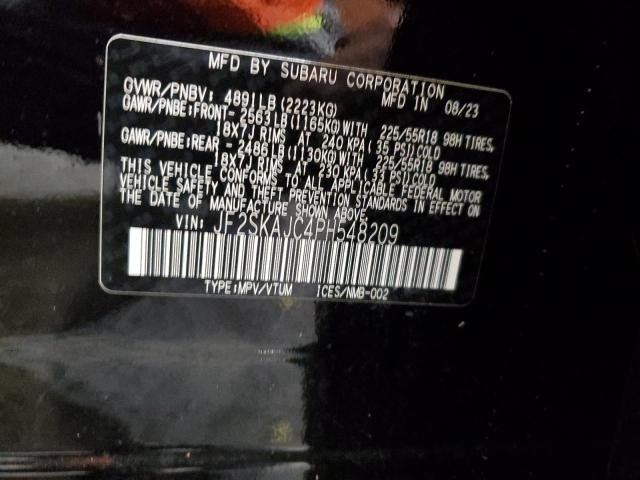 MFD BY SUBARU CORPORATION
GVWR/PNBV: 4891LB(2223KG) MFD IN 08/23
GAWR/PNBE:FRONT- 2563LB(1165KG)WITH 225/55R18 98H TIRES,
18X7J RIMS AT 240 KPA(35 PSI)COLD
GAWR/PNBE:REAR - 2486LB(1130KG)WITH 225/55R18 98H TIRES,
18X7J RIMS AT 230 KPA(33 PSI)COLD
THIS VEHICLE CONFORMS TO ALL APPLICABLE FEDERAL MOTOR
VEHICLE SAFETY AND THEFT PREVENTION STANDARDS IN EFFECT ON
THE DATE OF MANUFACTURE SHOWN ABOVE.
VIN: JF2SKAJC4PH548209
TYPE:MPV/VTUM ICES/NMB-002